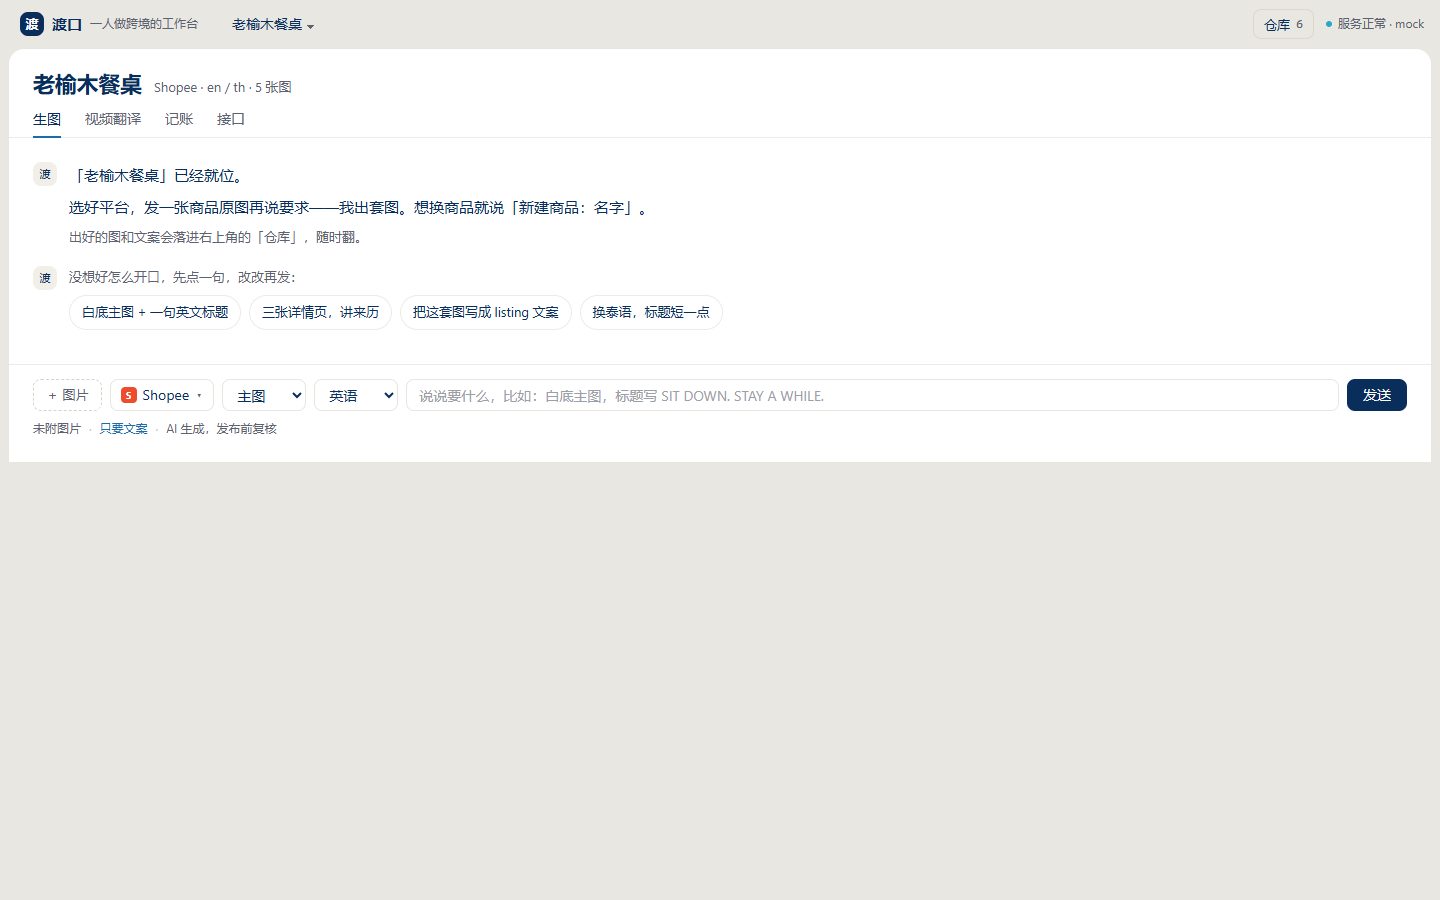 渡 渡口 一人做跨境的工作台 老榆木餐桌 仓库 6 服务正常 · mock
老榆木餐桌 Shopee · en / th · 5 张图
生图 视频翻译 记账 接口
渡 「老榆木餐桌」已经就位。
选好平台，发一张商品原图再说要求——我出套图。想换商品就说「新建商品：名字」。
出好的图和文案会落进右上角的「仓库」，随时翻。
渡 没想好怎么开口，先点一句，改改再发：
白底主图 + 一句英文标题 三张详情页，讲来历 把这套图写成 listing 文案 换泰语，标题短一点
+ 图片 S Shopee 主图 英语 说说要什么，比如：白底主图，标题写 SIT DOWN. STAY A WHILE. 发送
未附图片 · 只要文案 · AI 生成，发布前复核